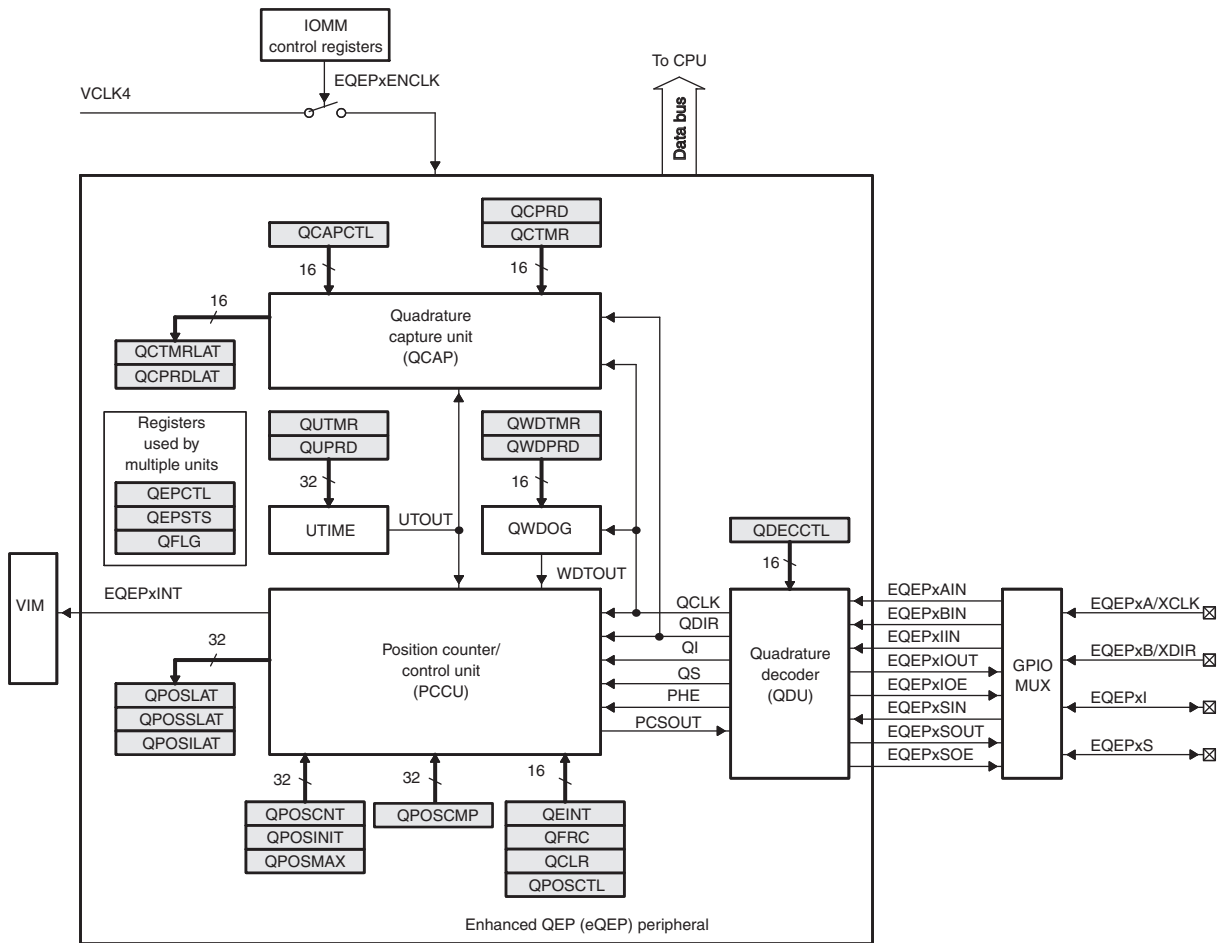 IOMM
control registers
EQEPxENCLK
VCLK4
To CPU
Data bus
QCPRD
QCTMR
QCAPCTL
16
16
16
Quadrature
capture unit
(QCAP)
QCTMRLAT
QCPRDLAT
Registers
used by
multiple units
QEPCTL
QEPSTS
QFLG
QUTMR
QUPRD
32
UTIME
UTOUT
QWDTMR
QWDPRD
16
QWDOG
WDTOUT
QDECCTL
16
VIM
EQEPxINT
32
QPOSLAT
QPOSSLAT
QPOSILAT
Position counter/
control unit
(PCCU)
QCLK
QDIR
QI
QS
PHE
PCSOUT
Quadrature
decoder
(QDU)
EQEPxAIN
EQEPxBIN
EQEPxIIN
EQEPxIOUT
EQEPxIOE
EQEPxSIN
EQEPxSOUT
EQEPxSOE
GPIO
MUX
EQEPxA/XCLK
EQEPxB/XDIR
EQEPxI
EQEPxS
32
QPOSCNT
QPOSINIT
QPOSMAX
32
QPOSCMP
16
QEINT
QFRC
QCLR
QPOSCTL
Enhanced QEP (eQEP) peripheral